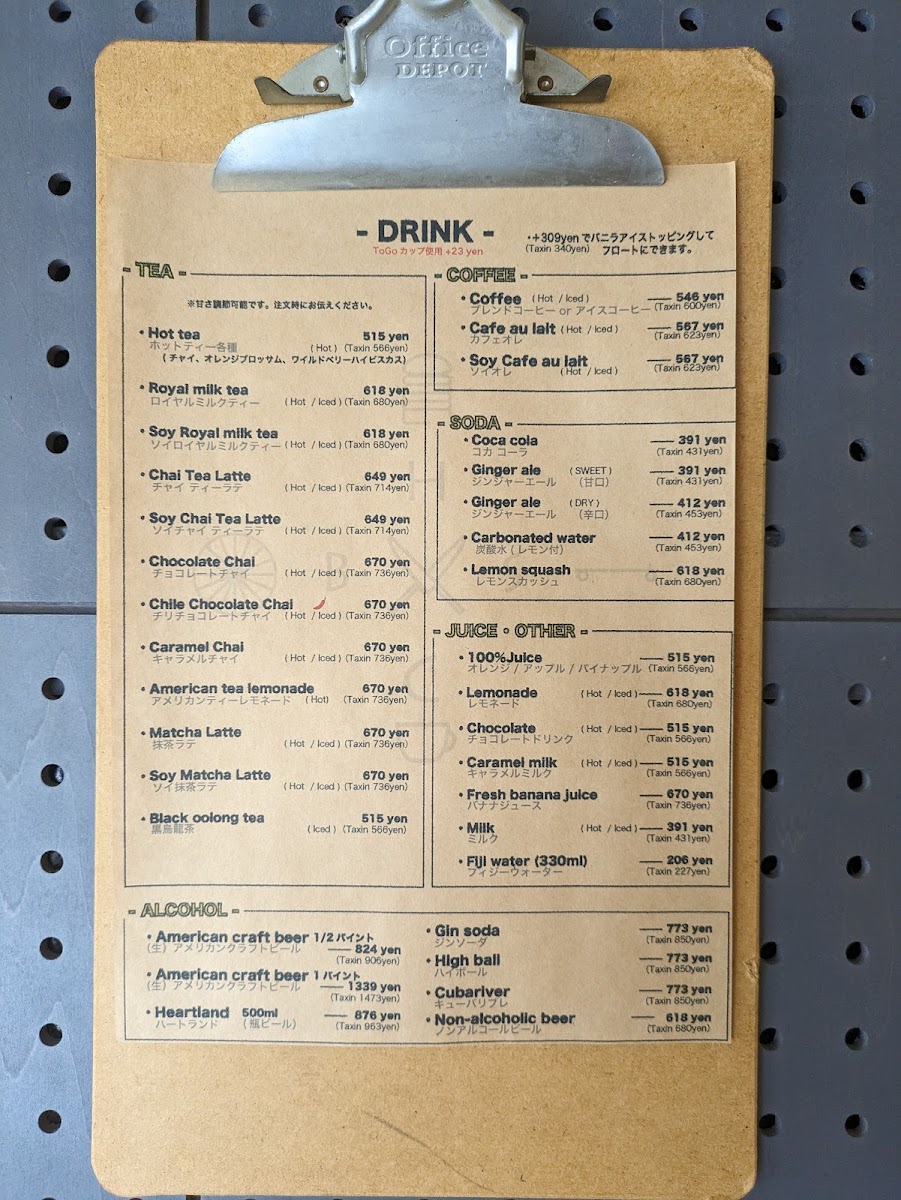 Office
DEPOT
- DRINK -
ToGo カップ使用 +23 yen
・+309yen でバニラアイストッピングして
(Taxin 340yen) フロートにできます。
- TEA -
※甘さ調節可能です。注文時にお伝えください。
・Hot tea 515 yen
ホットティー各種 (Hot) (Taxin 566yen)
(チャイ、オレンジブロッサム、ワイルドベリーハイビスカス)
・Royal milk tea 618 yen
ロイヤルミルクティー (Hot / Iced) (Taxin 680yen)
・Soy Royal milk tea 618 yen
ソイロイヤルミルクティー (Hot / Iced) (Taxin 680yen)
・Chai Tea Latte 649 yen
チャイ ティーラテ (Hot / Iced) (Taxin 714yen)
・Soy Chai Tea Latte 649 yen
ソイチャイ ティーラテ (Hot / Iced) (Taxin 714yen)
・Chocolate Chai 670 yen
チョコレートチャイ (Hot / Iced) (Taxin 736yen)
・Chile Chocolate Chai 670 yen
チリチョコレートチャイ (Hot / Iced) (Taxin 736yen)
・Caramel Chai 670 yen
キャラメルチャイ (Hot / Iced) (Taxin 736yen)
・American tea lemonade 670 yen
アメリカンティーレモネード (Hot) (Taxin 736yen)
・Matcha Latte 670 yen
抹茶ラテ (Hot / Iced) (Taxin 736yen)
・Soy Matcha Latte 670 yen
ソイ抹茶ラテ (Hot / Iced) (Taxin 736yen)
・Black oolong tea 515 yen
黒烏龍茶 (Iced) (Taxin 566yen)
- COFFEE -
・Coffee (Hot / Iced) 546 yen
ブレンドコーヒー or アイスコーヒー (Taxin 600yen)
・Cafe au lait (Hot / Iced) 567 yen
カフェオレ (Taxin 623yen)
・Soy Cafe au lait 567 yen
ソイオレ (Hot / Iced) (Taxin 623yen)
- SODA -
・Coca cola 391 yen
コカ コーラ (Taxin 431yen)
・Ginger ale (SWEET) 391 yen
ジンジャーエール (甘口) (Taxin 431yen)
・Ginger ale (DRY) 412 yen
ジンジャーエール (辛口) (Taxin 453yen)
・Carbonated water 412 yen
炭酸水 (レモン付) (Taxin 453yen)
・Lemon squash 618 yen
レモンスカッシュ (Taxin 680yen)
- JUICE・OTHER -
・100%Juice 515 yen
オレンジ / アップル / パイナップル (Taxin 566yen)
・Lemonade (Hot / Iced) 618 yen
レモネード (Taxin 680yen)
・Chocolate (Hot / Iced) 515 yen
チョコレートドリンク (Taxin 566yen)
・Caramel milk (Hot / Iced) 515 yen
キャラメルミルク (Taxin 566yen)
・Fresh banana juice 670 yen
バナナジュース (Taxin 736yen)
・Milk (Hot / Iced) 391 yen
ミルク (Taxin 431yen)
・Fiji water (330ml) 206 yen
フィジーウォーター (Taxin 227yen)
- ALCOHOL -
・American craft beer 1/2 パイント
(生) アメリカンクラフトビール 824 yen
(Taxin 906yen)
・American craft beer 1 パイント
(生) アメリカンクラフトビール 1339 yen
(Taxin 1473yen)
・Heartland 500ml 876 yen
ハートランド (瓶ビール) (Taxin 963yen)
・Gin soda 773 yen
ジンソーダ (Taxin 850yen)
・High ball 773 yen
ハイボール (Taxin 850yen)
・Cubariver 773 yen
キューバリブレ (Taxin 850yen)
・Non-alcoholic beer 618 yen
ノンアルコールビール (Taxin 680yen)